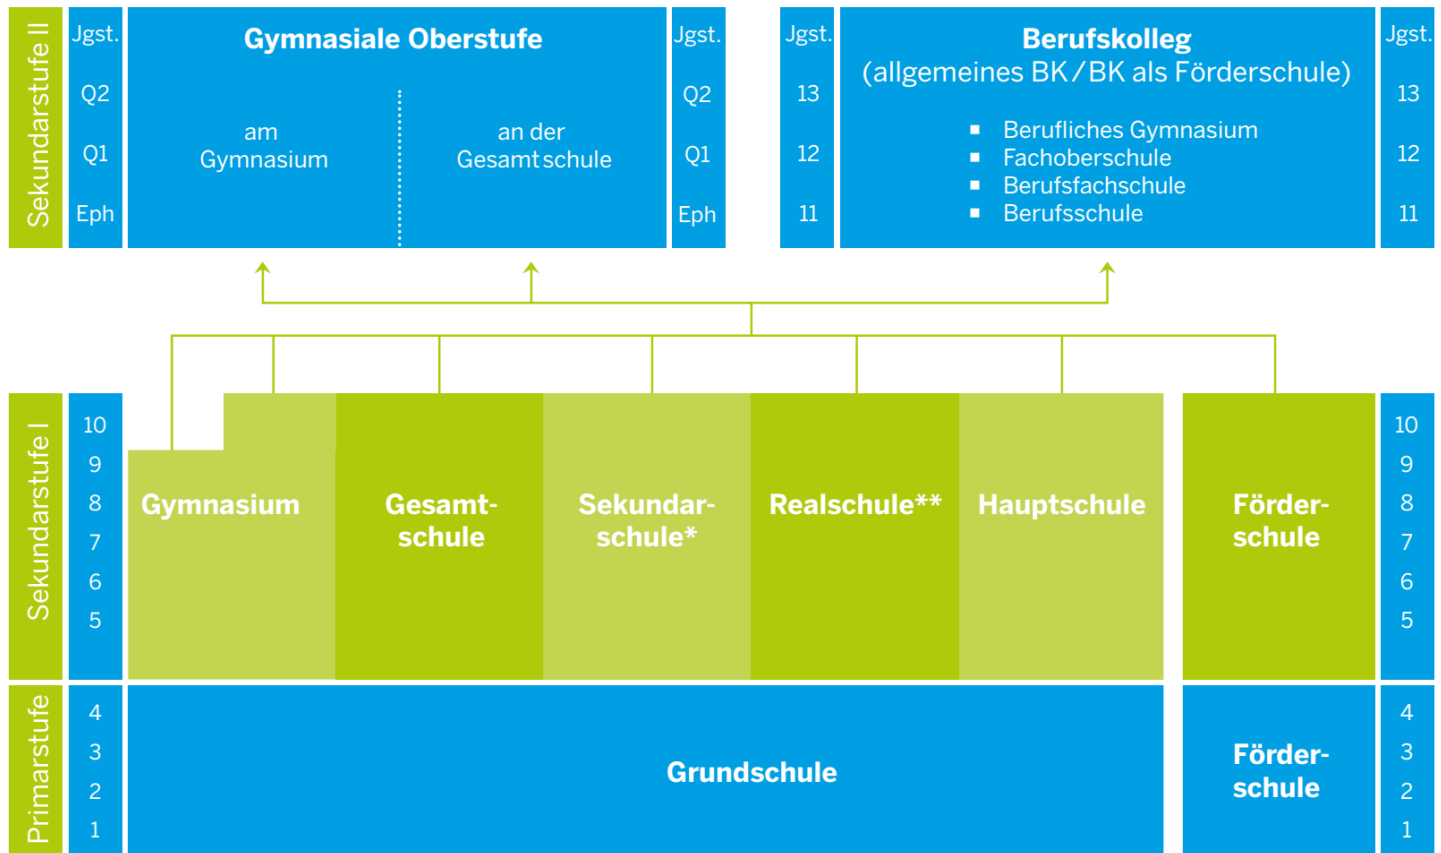 Sekundarstufe II
Jgst.
Q2
Q1
Eph
Gymnasiale Oberstufe
am
Gymnasium
an der
Gesamtschule
Jgst.
Q2
Q1
Eph
Jgst.
13
12
11
Berufskolleg
(allgemeines BK/BK als Förderschule)
▪ Berufliches Gymnasium
▪ Fachoberschule
▪ Berufsfachschule
▪ Berufsschule
Jgst.
13
12
11
Sekundarstufe I
10
9
8
7
6
5
Gymnasium
Gesamt-
schule
Sekundar-
schule*
Realschule**
Hauptschule
Förder-
schule
10
9
8
7
6
5
Primarstufe
4
3
2
1
Grundschule
Förder-
schule
4
3
2
1